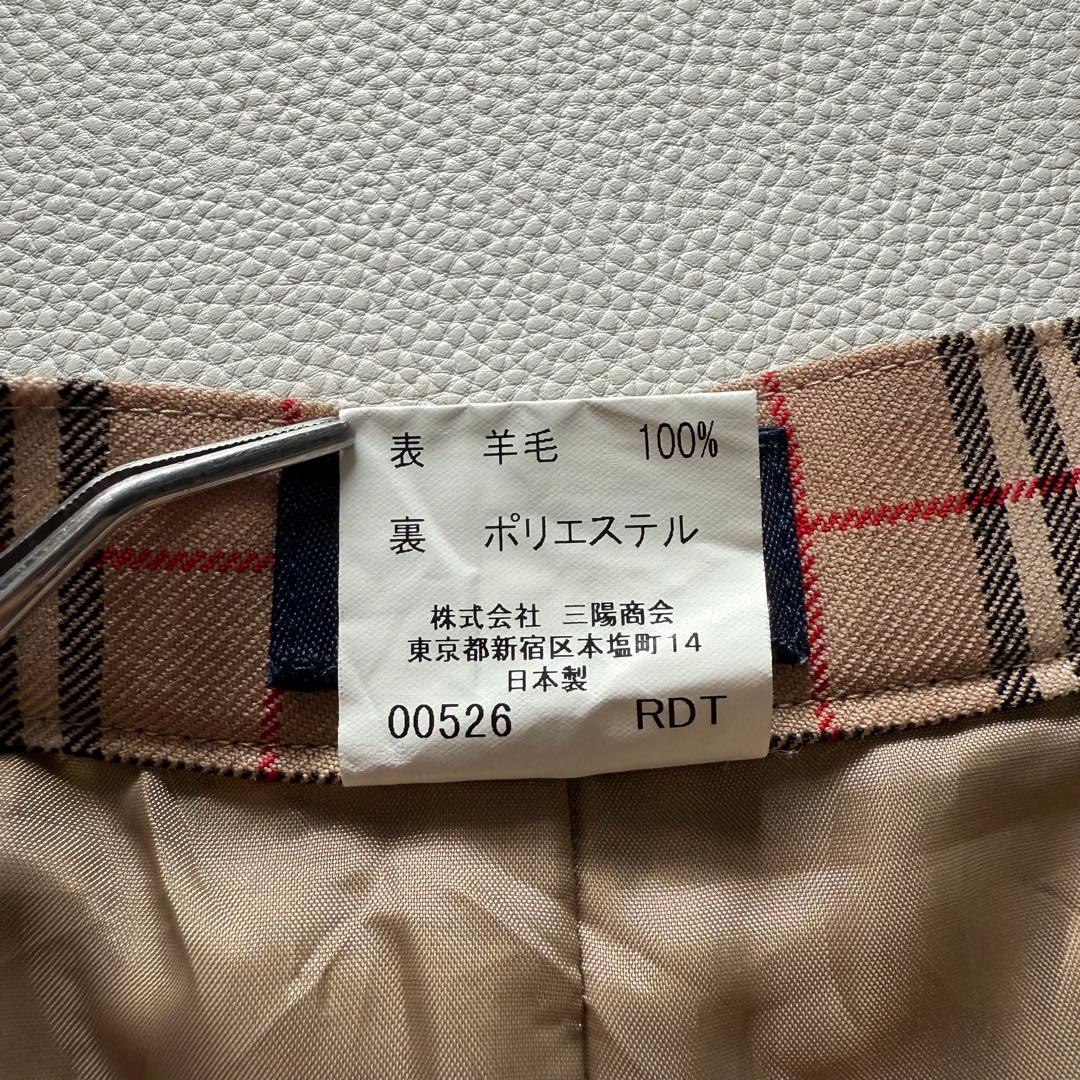 表 羊毛 100%
裏 ポリエステル
株式会社 三陽商会
東京都新宿区本塩町14
日本製
00526 RDT